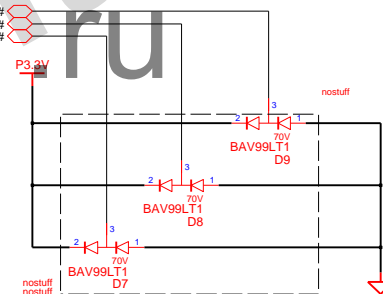 #
#
#
.ru
P3.3V
nostuff
3
2
1
70V
BAV99LT1
D9
3
2
1
70V
BAV99LT1
D8
3
2
1
70V
BAV99LT1
D7
nostuff
nostuff